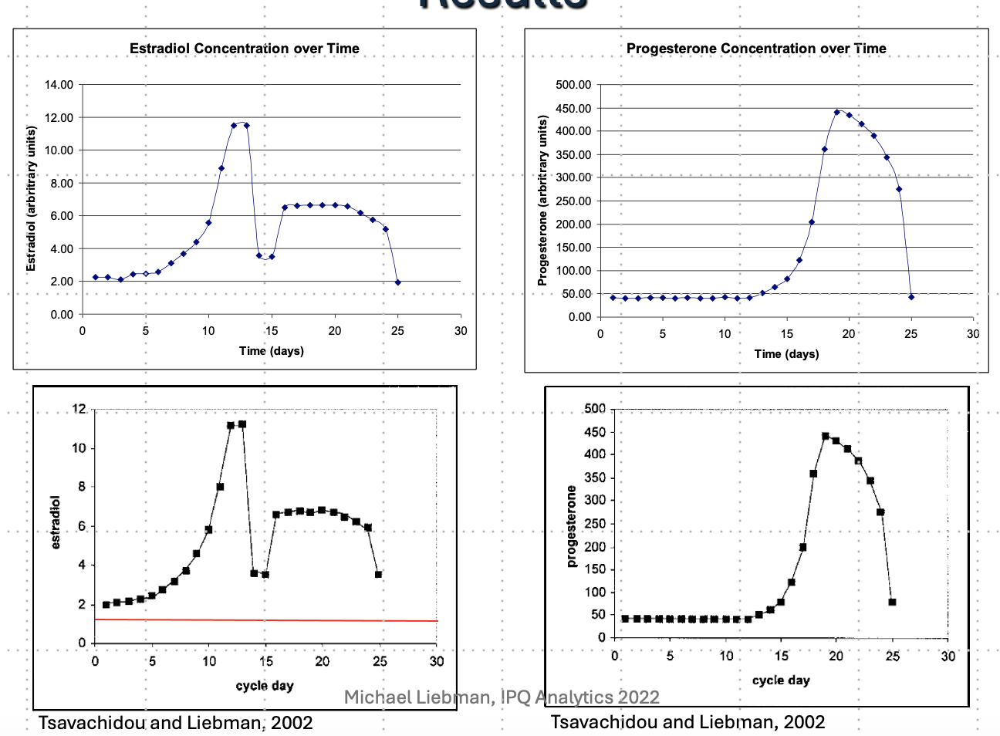 Results
Estradiol Concentration over Time
14.00
12.00
10.00
8.00
6.00
4.00
2.00
0.00
Estradiol (arbritrary units)
0 5 10 15 20 25 30
Time (days)
Progesterone Concentration over Time
500.00
450.00
400.00
350.00
300.00
250.00
200.00
150.00
100.00
50.00
0.00
Progesterone (arbritrary units)
0 5 10 15 20 25 30
Time (days)
12
10
8
6
4
2
0
estradiol
0 5 10 15 20 25 30
cycle day
500
450
400
350
300
250
200
150
100
50
0
progesterone
0 5 10 15 20 25 30
cycle day
Michael Liebman, IPQ Analytics 2022
Tsavachidou and Liebman, 2002
Tsavachidou and Liebman, 2002